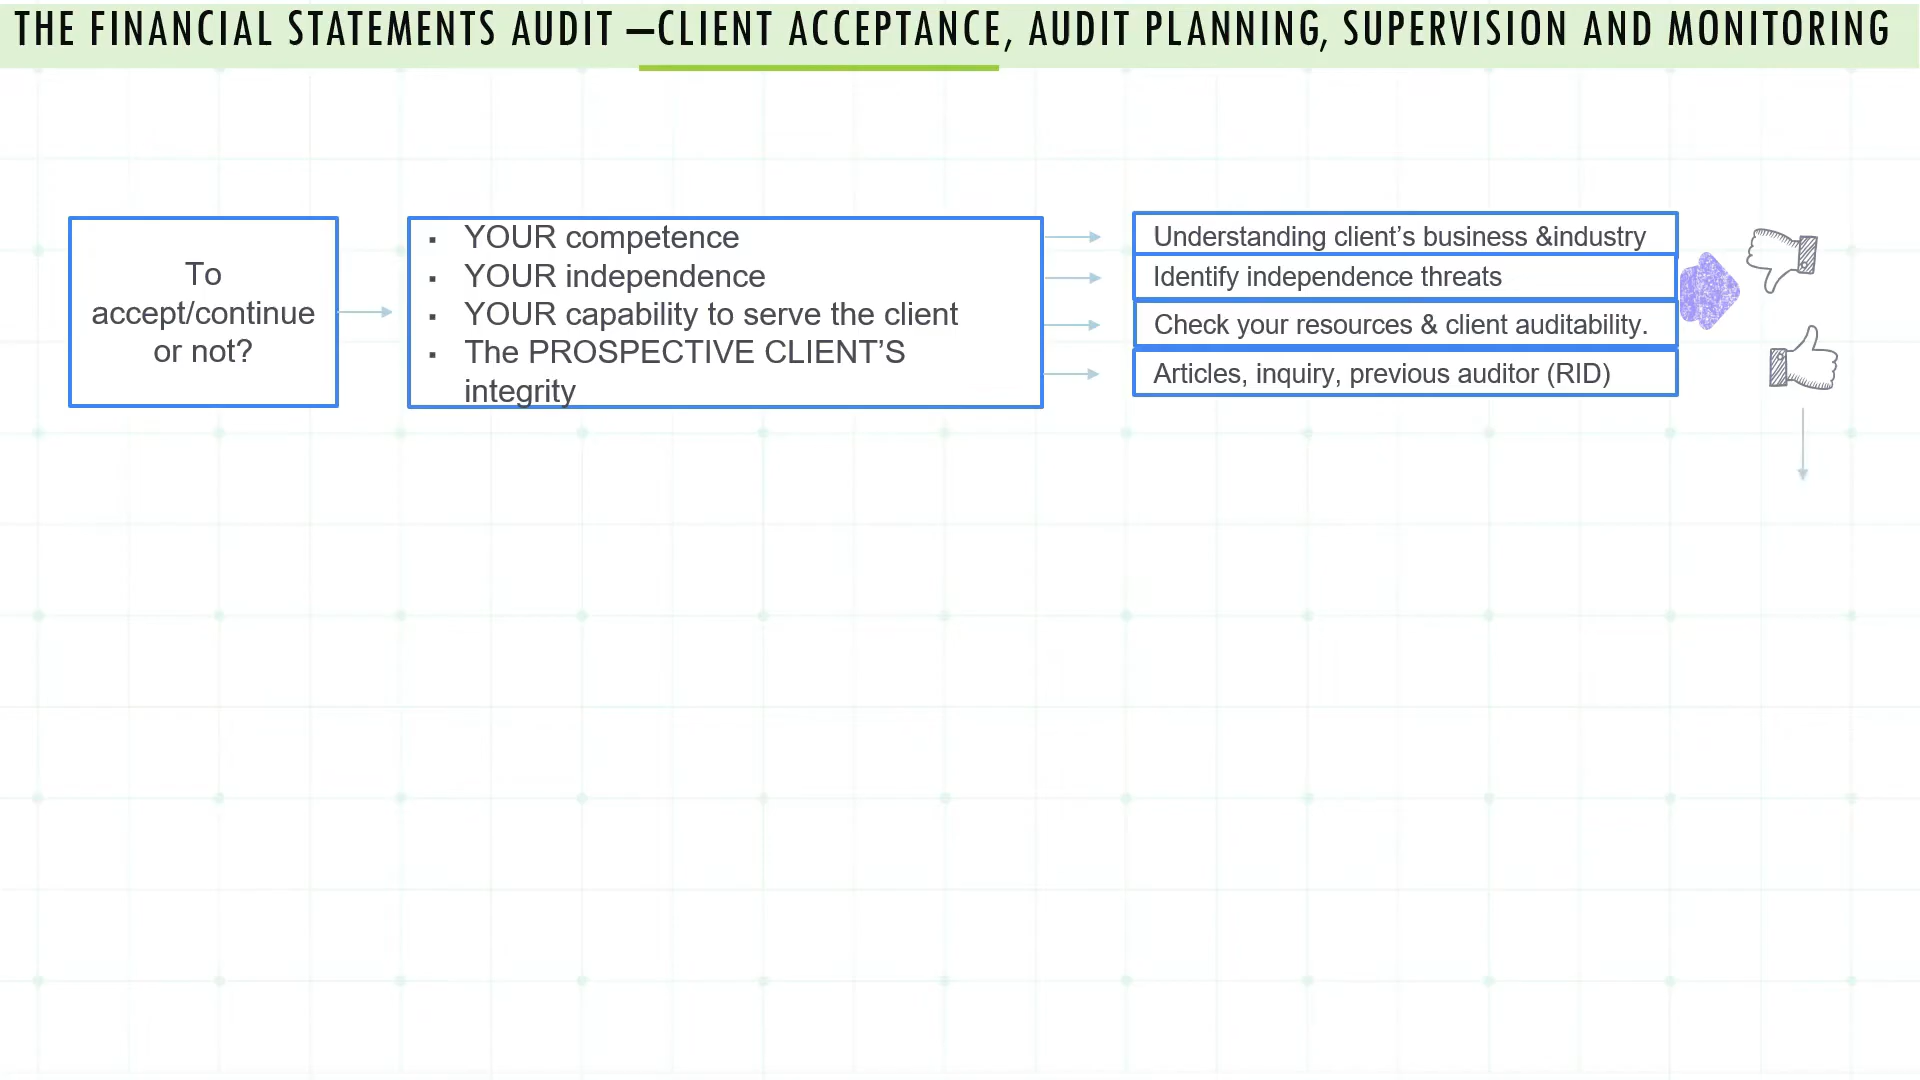 THE FINANCIAL STATEMENTS AUDIT –CLIENT ACCEPTANCE, AUDIT PLANNING, SUPERVISION AND MONITORING
To
accept/continue
or not?
▪ YOUR competence
▪ YOUR independence
▪ YOUR capability to serve the client
▪ The PROSPECTIVE CLIENT’S
integrity
Understanding client’s business &industry
Identify independence threats
Check your resources & client auditability.
Articles, inquiry, previous auditor (RID)